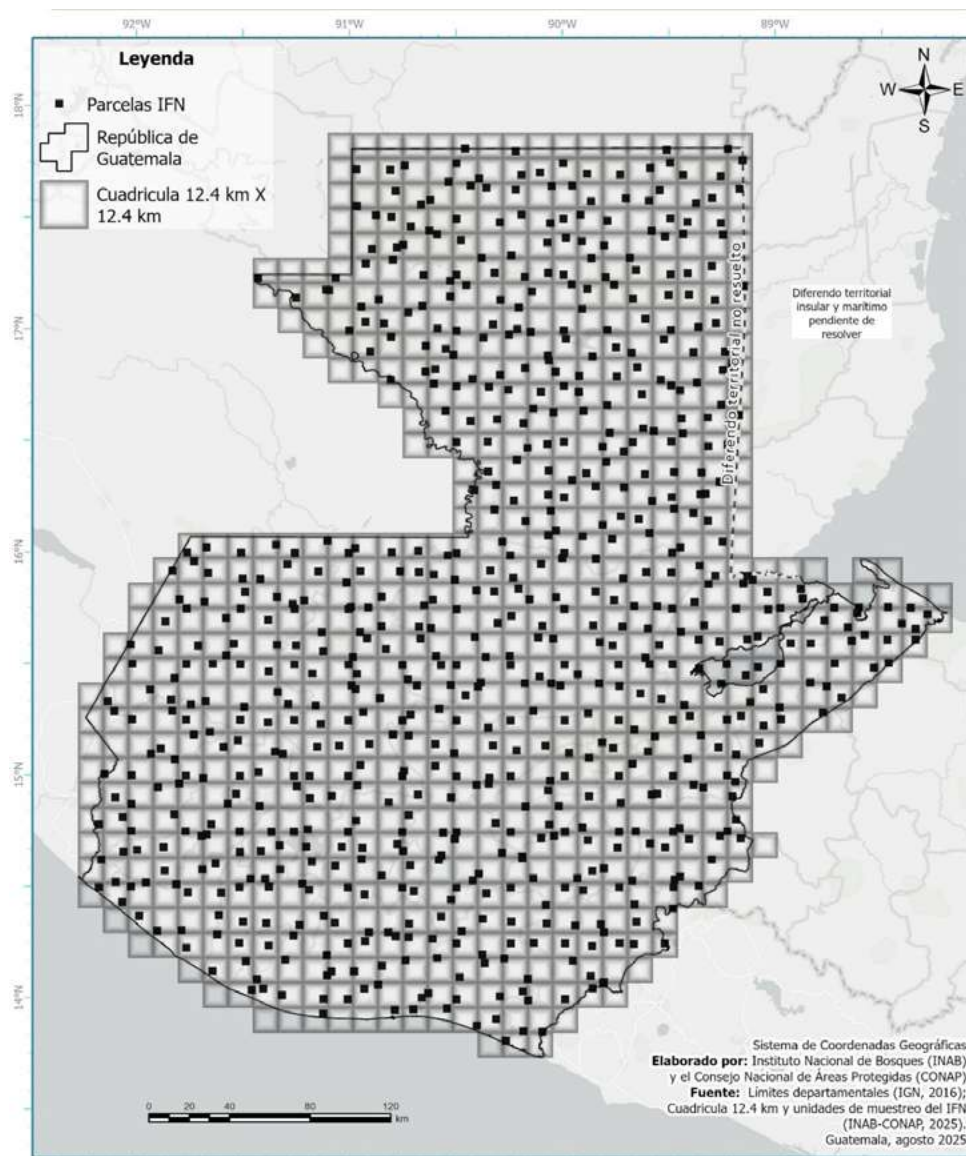 92°W
91°W
90°W
89°W
Leyenda
Parcelas IFN
República de
Guatemala
Cuadricula 12.4 km X
12.4 km
N
W
E
S
18°N
17°N
16°N
15°N
14°N
Diferendo territorial no resuelto
Diferendo territorial
insular y marítimo
pendiente de
resolver
0 20 40 80 120
km
Sistema de Coordenadas Geográficas
Elaborado por: Instituto Nacional de Bosques (INAB)
y el Consejo Nacional de Áreas Protegidas (CONAP)
Fuente: Límites departamentales (IGN, 2016);
Cuadricula 12.4 km y unidades de muestreo del IFN
(INAB-CONAP, 2025).
Guatemala, agosto 2025